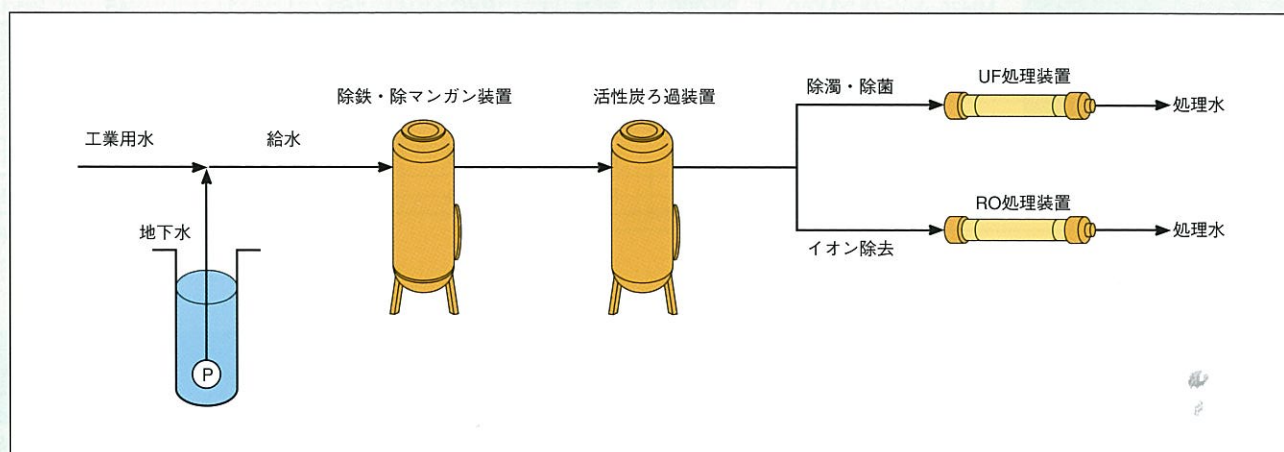 工業用水
給水
地下水
P
除鉄・除マンガン装置
活性炭ろ過装置
除濁・除菌
UF処理装置
処理水
イオン除去
RO処理装置
処理水